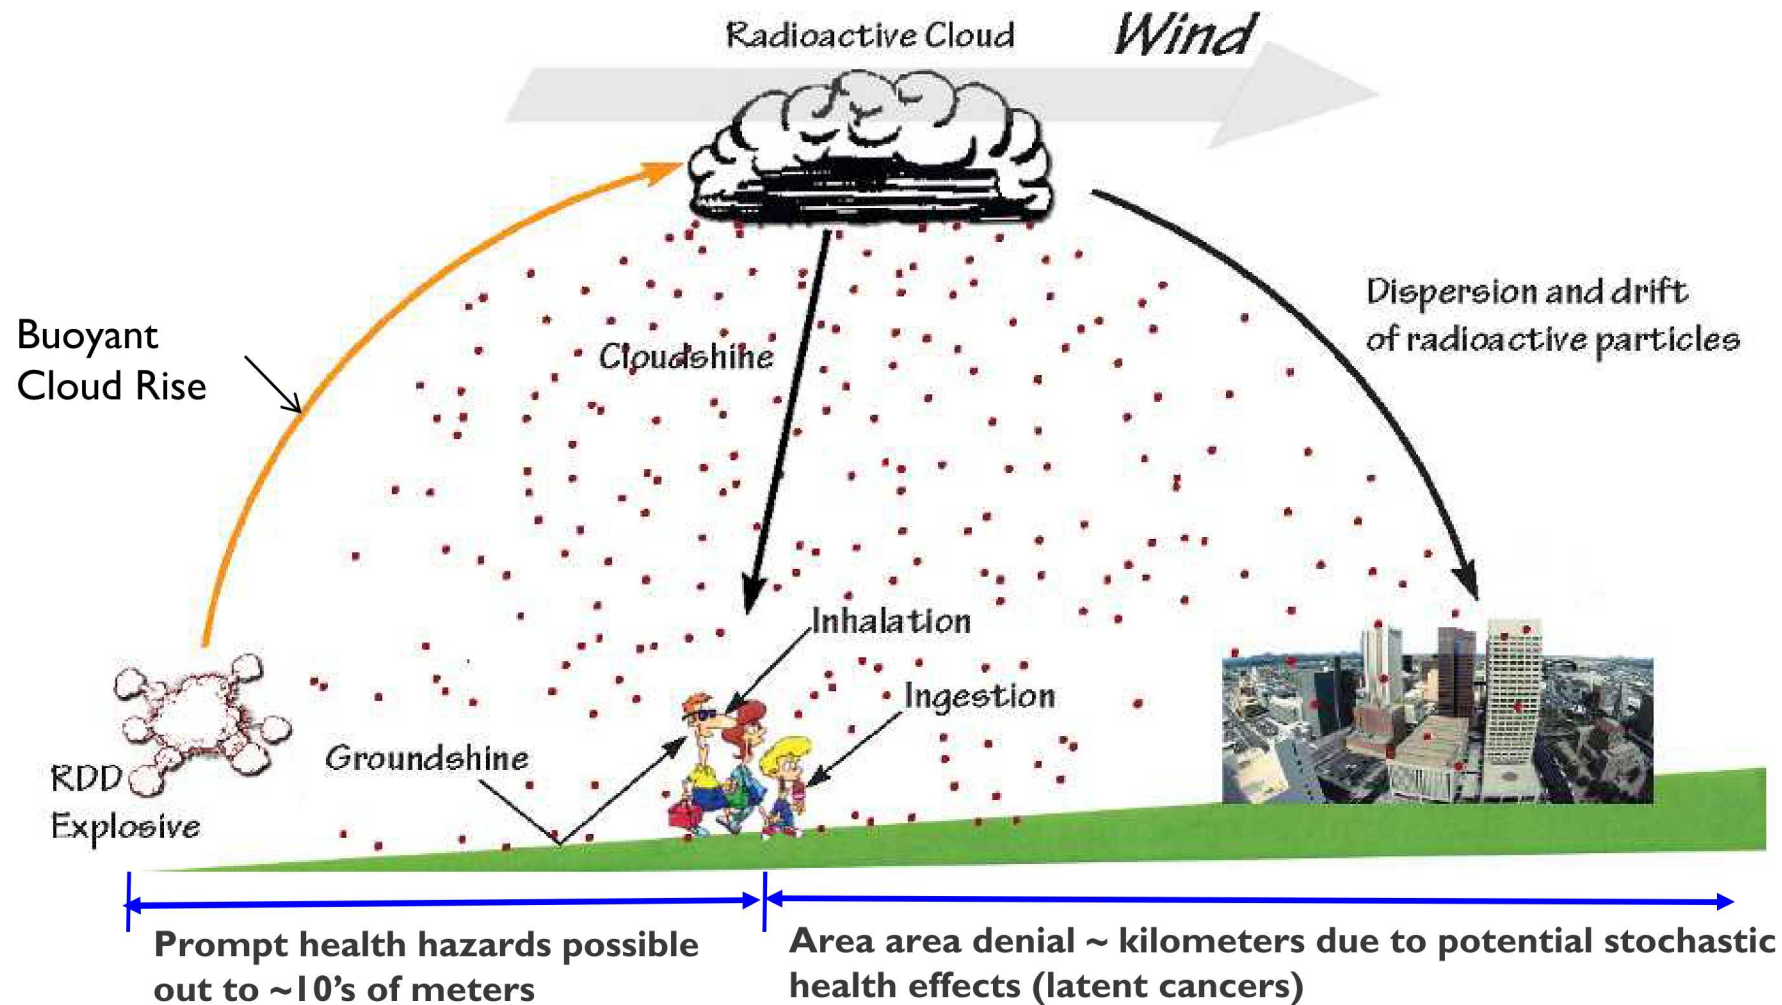 Radioactive Cloud
Wind
Buoyant
Cloud Rise
Cloudshine
Dispersion and drift
of radioactive particles
Inhalation
Ingestion
Groundshine
RDD
Explosive
Prompt health hazards possible
out to ~10's of meters
Area area denial ~ kilometers due to potential stochastic
health effects (latent cancers)